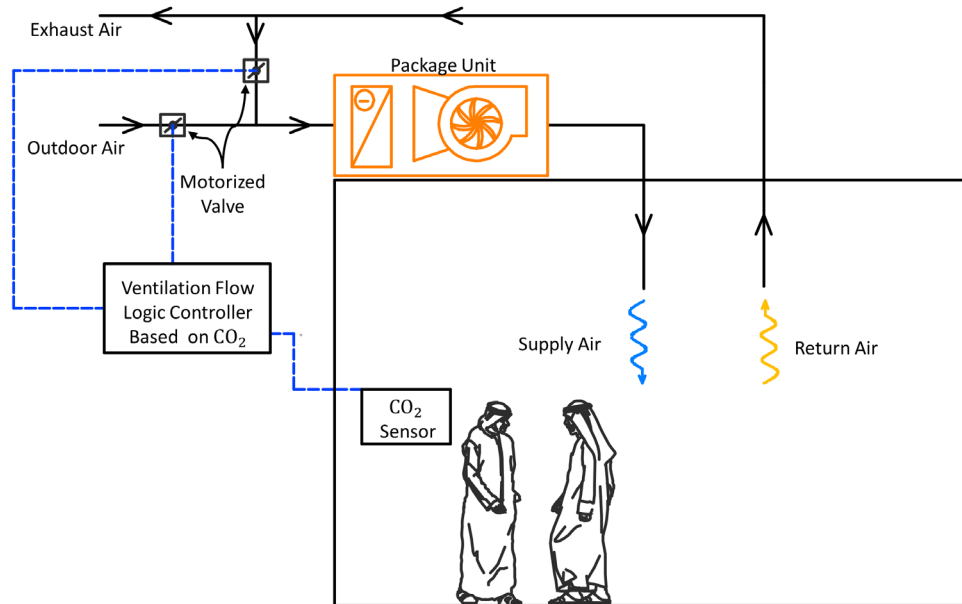 Exhaust Air
Package Unit
Outdoor Air
Motorized
Valve
Ventilation Flow
Logic Controller
Based on CO₂
Supply Air
Return Air
CO₂
Sensor